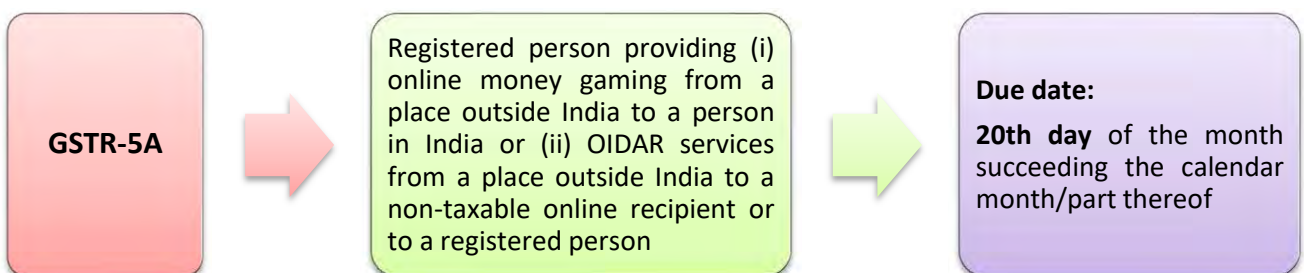 GSTR-5A
Registered person providing (i)
online money gaming from a
place outside India to a person
in India or (ii) OIDAR services
from a place outside India to a
non-taxable online recipient or
to a registered person
Due date:
20th day of the month
succeeding the calendar
month/part thereof